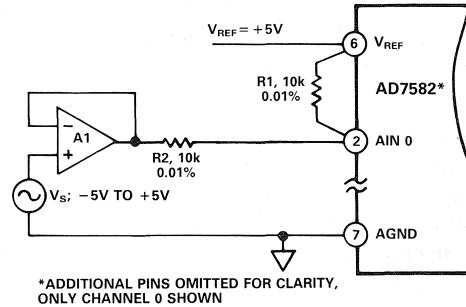 V_REF = +5V
6
V_REF
R1, 10k
0.01%
AD7582*
−
A1
+
R2, 10k
0.01%
2
AIN 0
V_S; −5V TO +5V
7
AGND
*ADDITIONAL PINS OMITTED FOR CLARITY,
ONLY CHANNEL 0 SHOWN